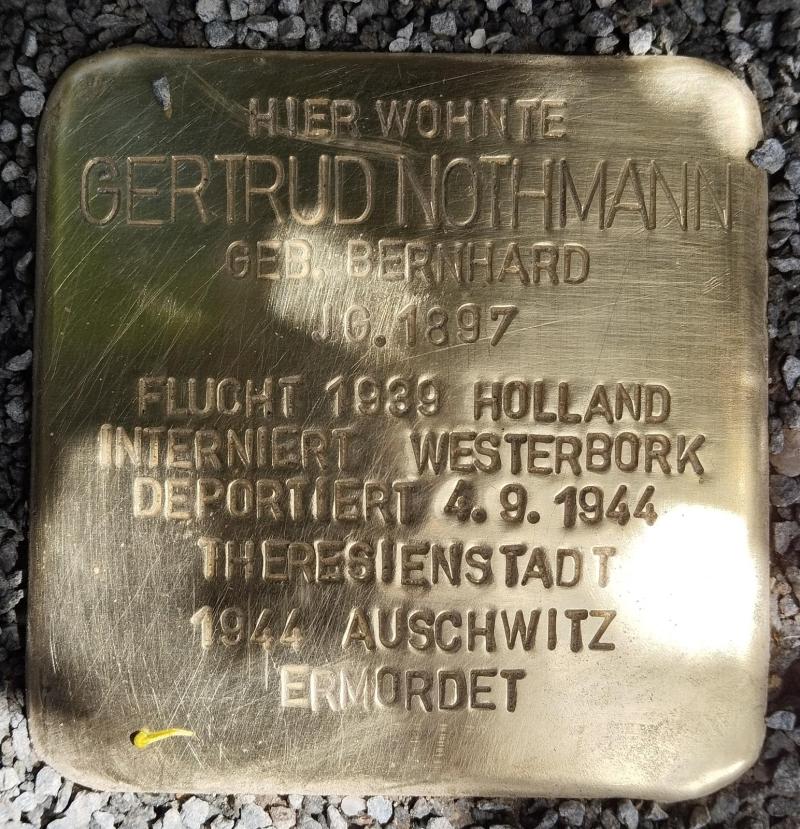 HIER WOHNTE
GERTRUD NOTHMANN
GEB. BERNHARD
JG. 1897
FLUCHT 1939 HOLLAND
INTERNIERT WESTERBORK
DEPORTIERT 4. 9. 1944
THERESIENSTADT
1944 AUSCHWITZ
ERMORDET